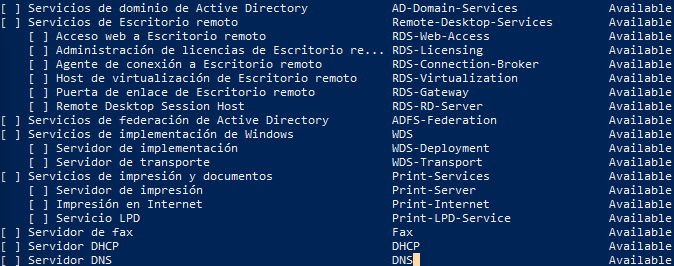 [ ] Servicios de dominio de Active Directory AD-Domain-Services Available
[ ] Servicios de Escritorio remoto Remote-Desktop-Services Available
[ ] Acceso web a Escritorio remoto RDS-Web-Access Available
[ ] Administración de licencias de Escritorio re... RDS-Licensing Available
[ ] Agente de conexión a Escritorio remoto RDS-Connection-Broker Available
[ ] Host de virtualización de Escritorio remoto RDS-Virtualization Available
[ ] Puerta de enlace de Escritorio remoto RDS-Gateway Available
[ ] Remote Desktop Session Host RDS-RD-Server Available
[ ] Servicios de federación de Active Directory ADFS-Federation Available
[ ] Servicios de implementación de Windows WDS Available
[ ] Servidor de implementación WDS-Deployment Available
[ ] Servidor de transporte WDS-Transport Available
[ ] Servicios de impresión y documentos Print-Services Available
[ ] Servidor de impresión Print-Server Available
[ ] Impresión en Internet Print-Internet Available
[ ] Servicio LPD Print-LPD-Service Available
[ ] Servidor de fax Fax Available
[ ] Servidor DHCP DHCP Available
[ ] Servidor DNS DNS Available